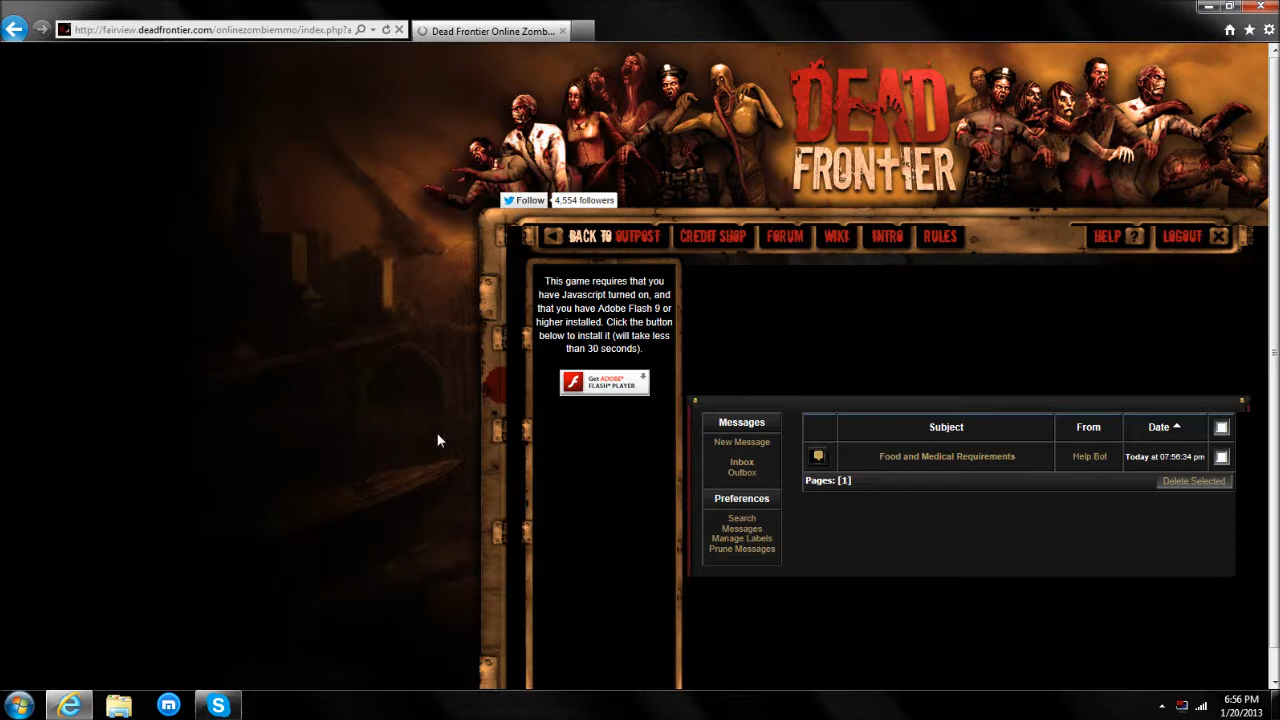 http://fairview.deadfrontier.com/onlinezombiemmo/index.php?a
Dead Frontier Online Zomb...
DEAD
FRONTIER
Follow
4,554 followers
BACK TO OUTPOST
CREDIT SHOP
FORUM
WIKI
INTRO
RULES
HELP ?
LOGOUT X
This game requires that you
have Javascript turned on, and
that you have Adobe Flash 9 or
higher installed. Click the button
below to install it (will take less
than 30 seconds).
Get ADOBE®
FLASH® PLAYER
Messages
New Message
Inbox
Outbox
Preferences
Search
Messages
Manage Labels
Prune Messages
Subject
From
Date
Food and Medical Requirements
Help Bot
Today at 07:56:34 pm
Pages: [1]
Delete Selected
6:56 PM
1/20/2013